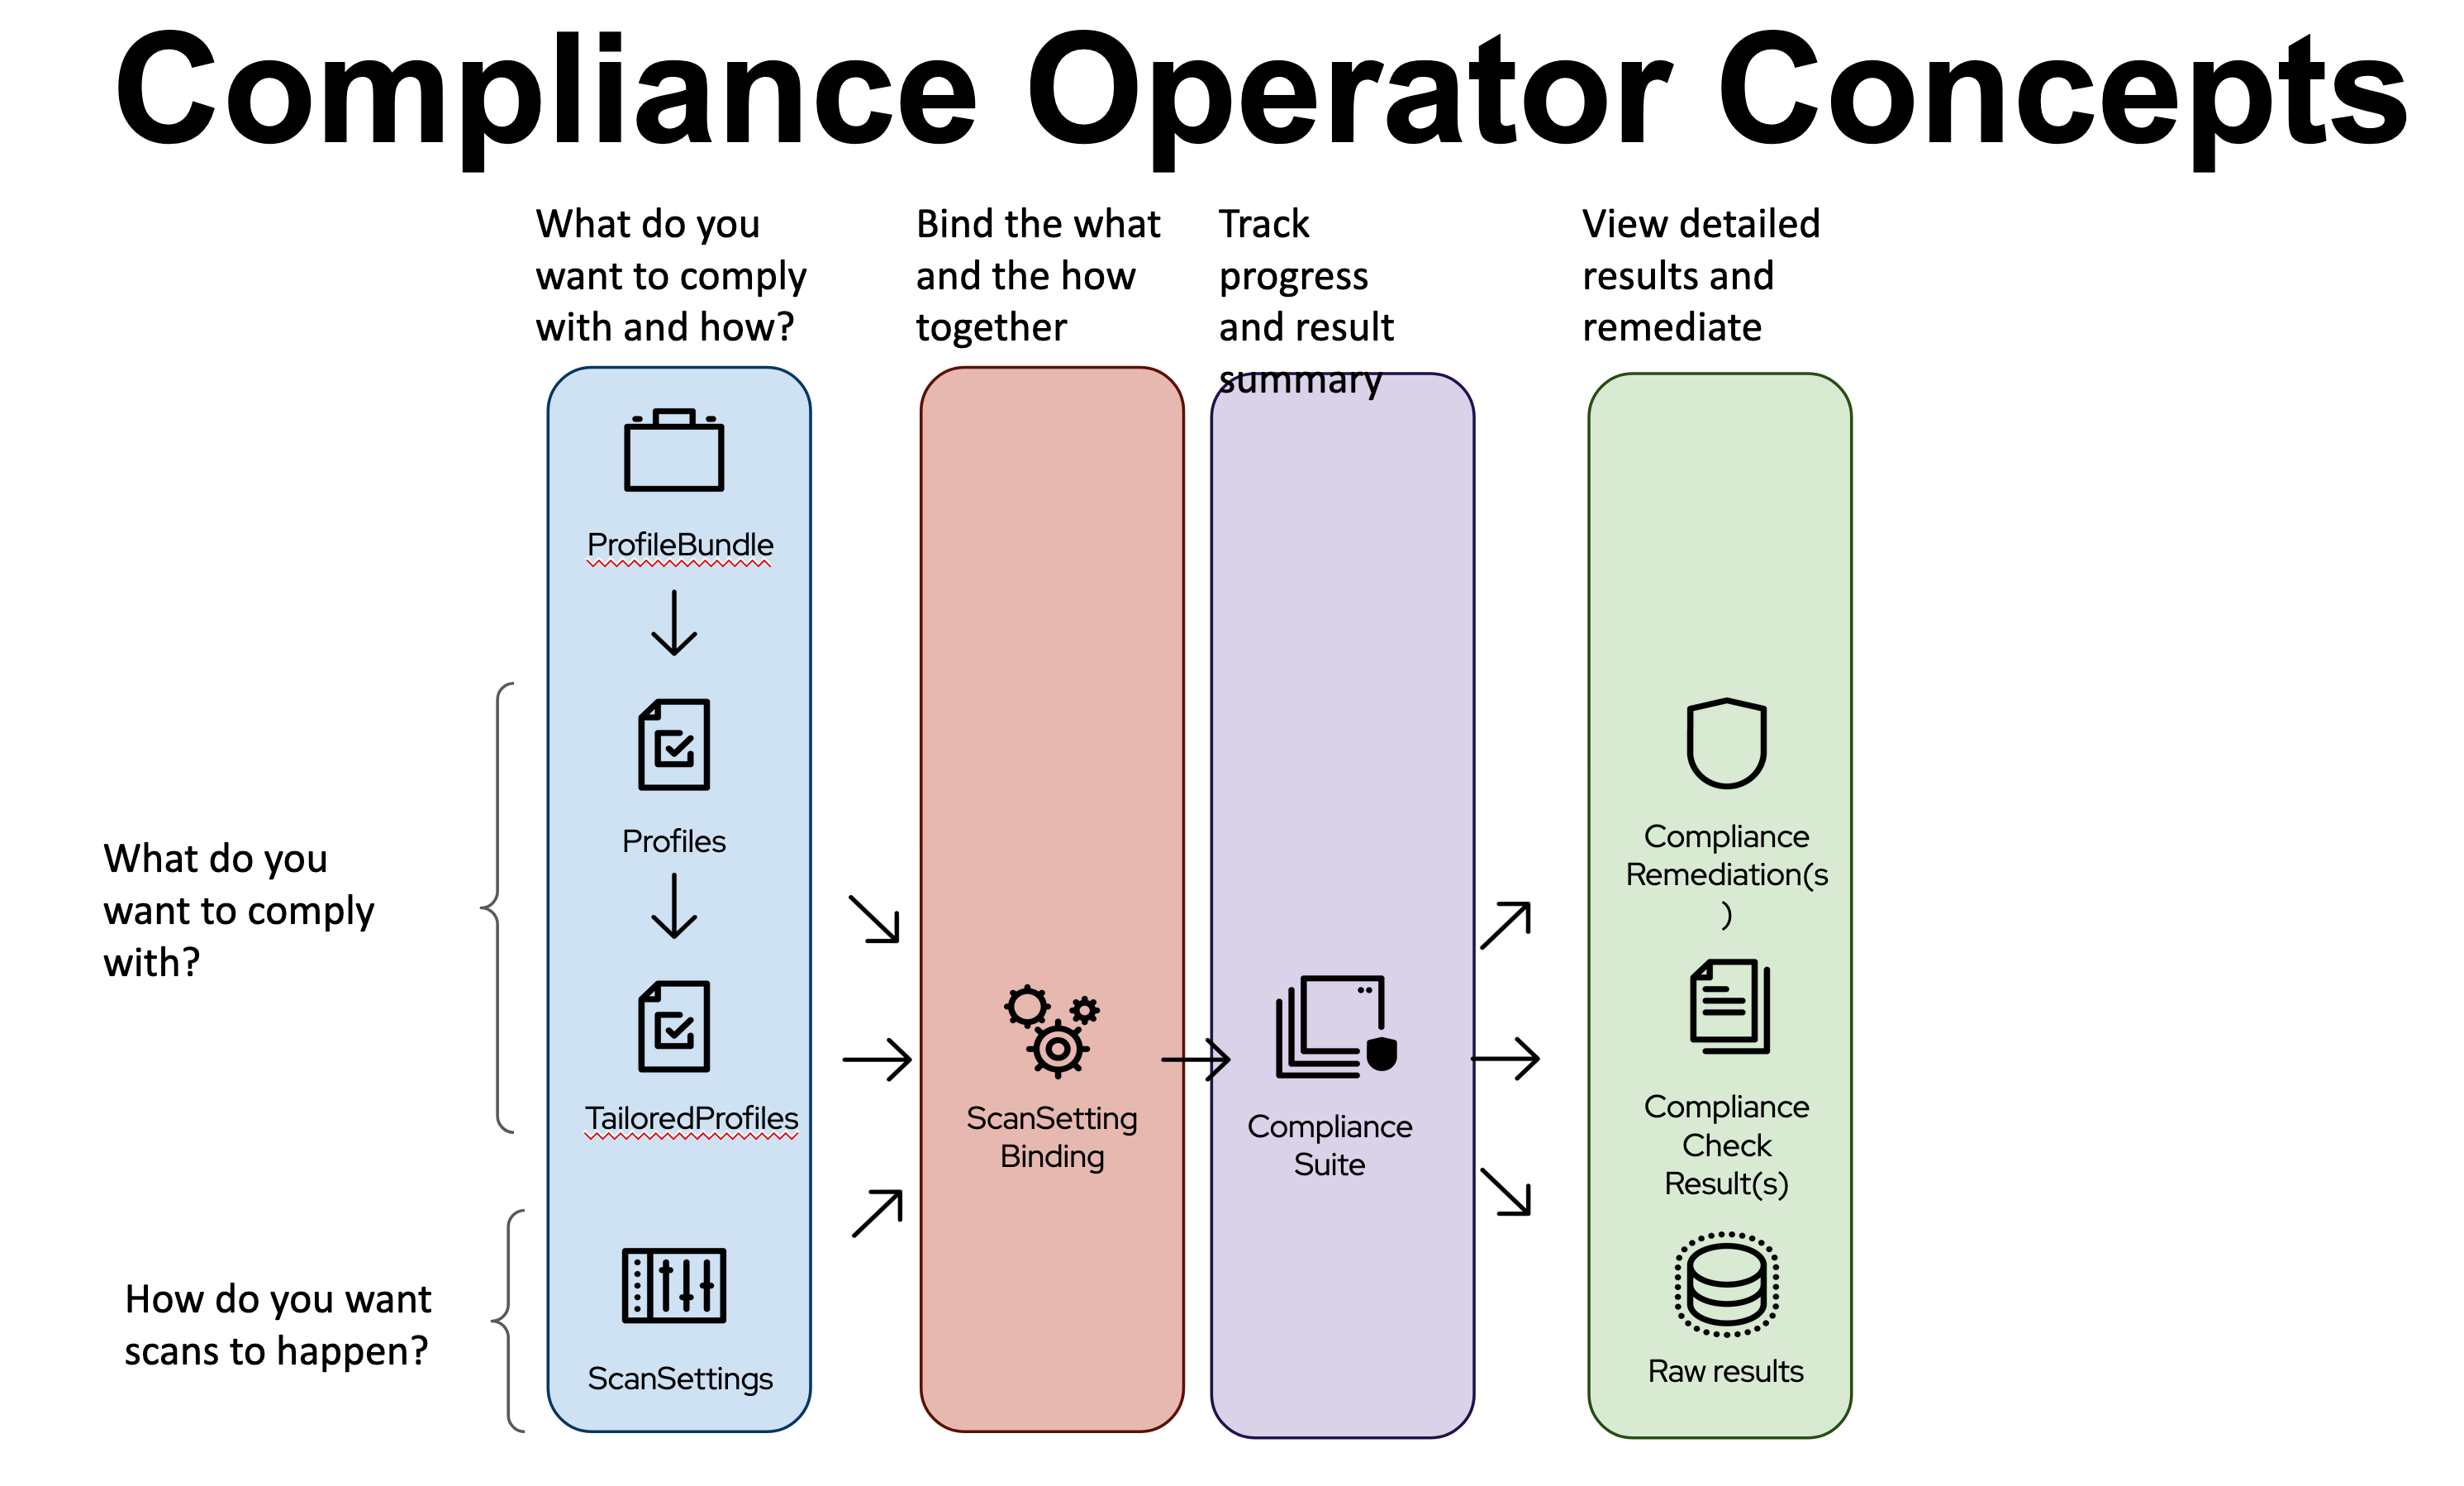 Compliance Operator Concepts
What do you
want to comply
with and how?
Bind the what
and the how
together
Track
progress
and result
summary
View detailed
results and
remediate
What do you
want to comply
with?
How do you want
scans to happen?
ProfileBundle
Profiles
TailoredProfiles
ScanSettings
ScanSetting
Binding
Compliance
Suite
Compliance
Remediation(s
)
Compliance
Check
Result(s)
Raw results